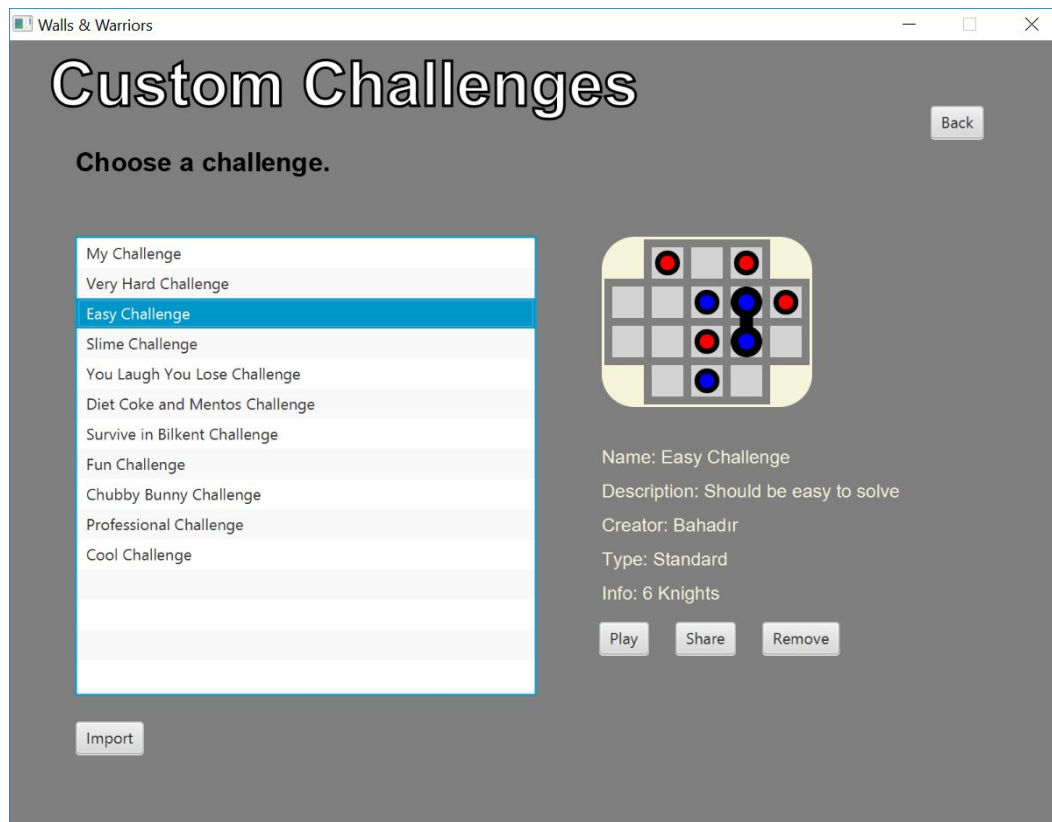 Walls & Warriors
Custom Challenges
Back
Choose a challenge.
My Challenge
Very Hard Challenge
Easy Challenge
Slime Challenge
You Laugh You Lose Challenge
Diet Coke and Mentos Challenge
Survive in Bilkent Challenge
Fun Challenge
Chubby Bunny Challenge
Professional Challenge
Cool Challenge
Name: Easy Challenge
Description: Should be easy to solve
Creator: Bahadır
Type: Standard
Info: 6 Knights
Play Share Remove
Import